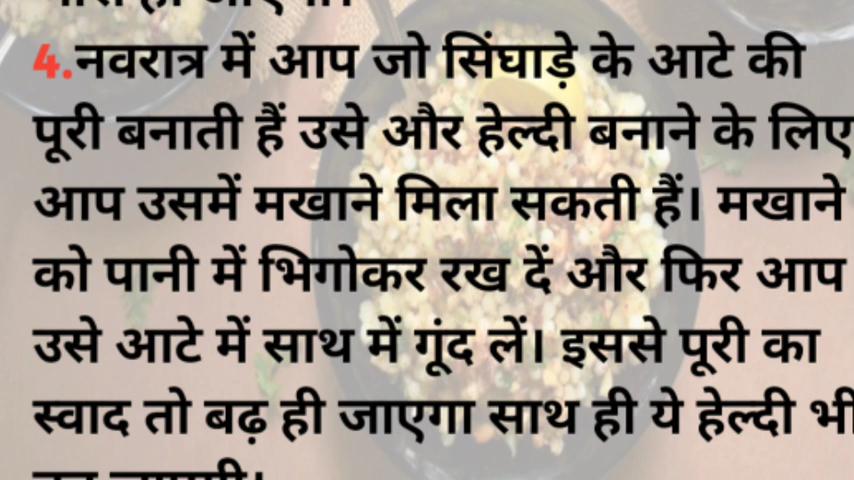 4.नवरात्र में आप जो सिंघाड़े के आटे की
पूरी बनाती हैं उसे और हेल्दी बनाने के लिए
आप उसमें मखाने मिला सकती हैं। मखाने
को पानी में भिगोकर रख दें और फिर आप
उसे आटे में साथ में गूंद लें। इससे पूरी का
स्वाद तो बढ़ ही जाएगा साथ ही ये हेल्दी भी